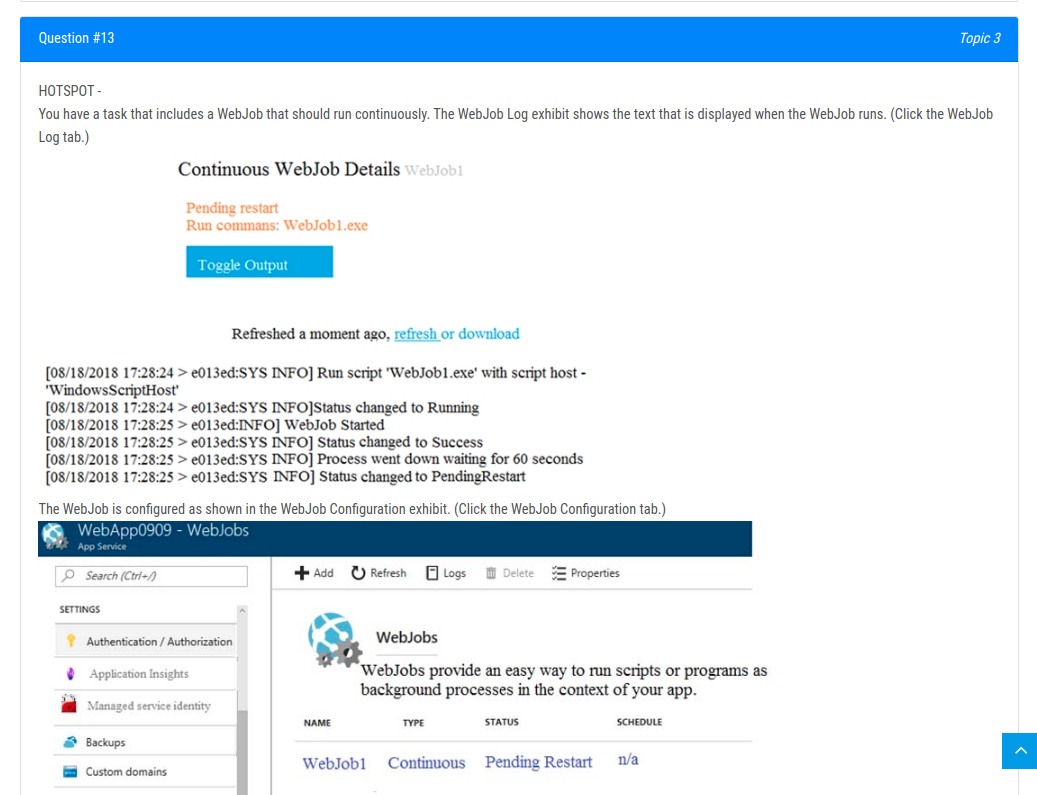 Question #13
Topic 3
HOTSPOT -
You have a task that includes a WebJob that should run continuously. The WebJob Log exhibit shows the text that is displayed when the WebJob runs. (Click the WebJob
Log tab.)
Continuous WebJob Details WebJob1
Pending restart
Run commans: WebJob1.exe
Toggle Output
Refreshed a moment ago, refresh or download
[08/18/2018 17:28:24 > e013ed:SYS INFO] Run script 'WebJob1.exe' with script host -
'WindowsScriptHost'
[08/18/2018 17:28:24 > e013ed:SYS INFO]Status changed to Running
[08/18/2018 17:28:25 > e013ed:INFO] WebJob Started
[08/18/2018 17:28:25 > e013ed:SYS INFO] Status changed to Success
[08/18/2018 17:28:25 > e013ed:SYS INFO] Process went down waiting for 60 seconds
[08/18/2018 17:28:25 > e013ed:SYS INFO] Status changed to PendingRestart
The WebJob is configured as shown in the WebJob Configuration exhibit. (Click the WebJob Configuration tab.)
WebApp0909 - WebJobs
App Service
Search (Ctrl+/)
Add Refresh Logs Delete Properties
SETTINGS
Authentication / Authorization
Application Insights
Managed service identity
Backups
Custom domains
WebJobs
WebJobs provide an easy way to run scripts or programs as
background processes in the context of your app.
NAME TYPE STATUS SCHEDULE
WebJob1 Continuous Pending Restart n/a